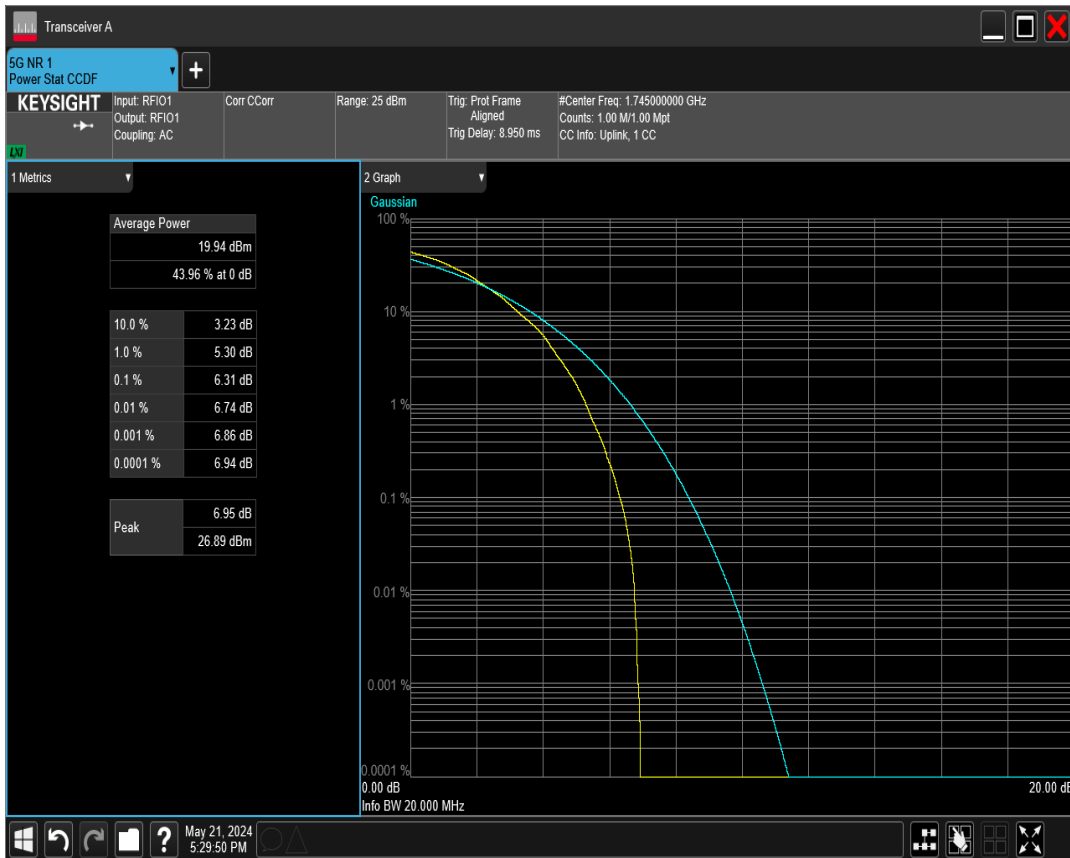 Transceiver A
5G NR 1
Power Stat CCDF
+
KEYSIGHT
LXI
Input: RFIO1
Output: RFIO1
Coupling: AC
Corr CCorr
Range: 25 dBm
Trig: Prot Frame
Aligned
Trig Delay: 8.950 ms
#Center Freq: 1.745000000 GHz
Counts: 1.00 M/1.00 Mpt
CC Info: Uplink, 1 CC
1 Metrics
Average Power
19.94 dBm
43.96 % at 0 dB
10.0 % 3.23 dB
1.0 % 5.30 dB
0.1 % 6.31 dB
0.01 % 6.74 dB
0.001 % 6.86 dB
0.0001 % 6.94 dB
Peak
6.95 dB
26.89 dBm
2 Graph
Gaussian
100 %
10 %
1 %
0.1 %
0.01 %
0.001 %
0.0001 %
0.00 dB 20.00 dB
Info BW 20.000 MHz
?
May 21, 2024
5:29:50 PM